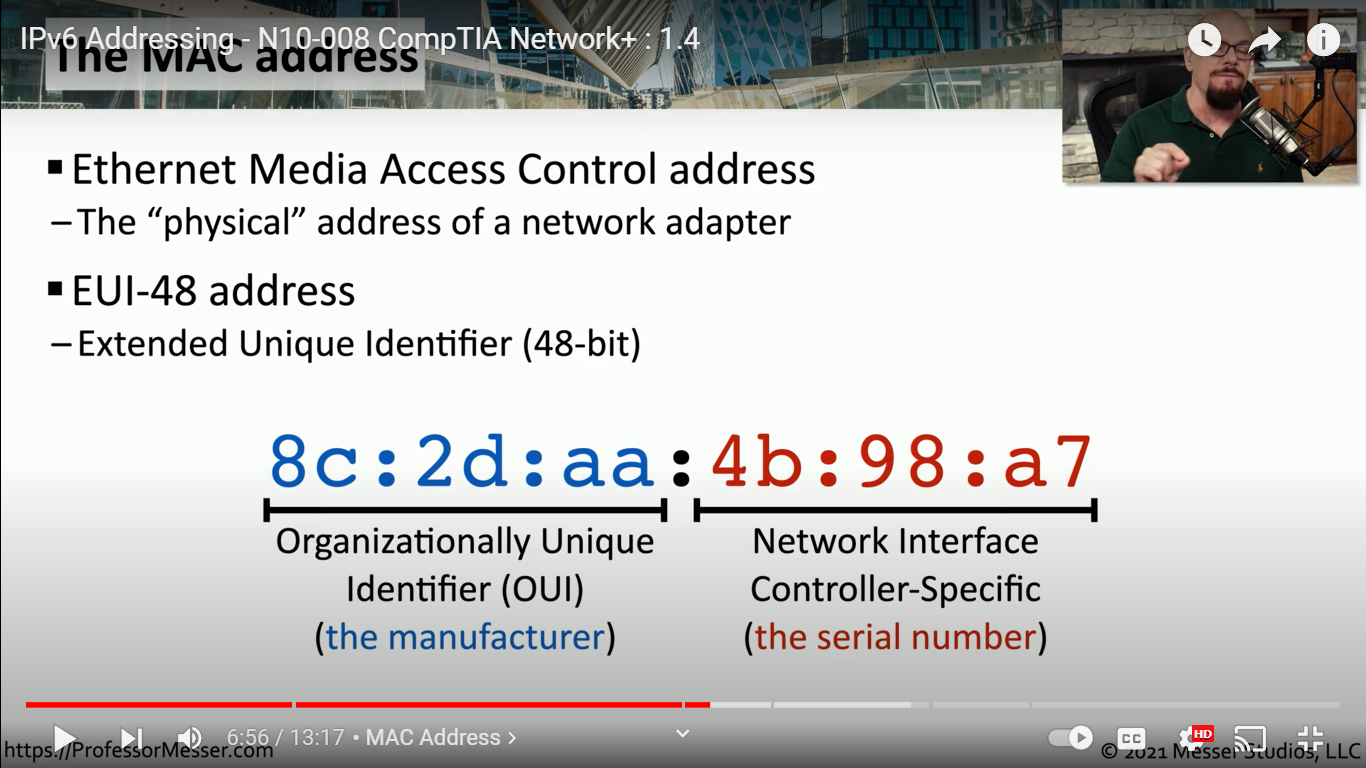 IPv6 Addressing - N10-008 CompTIA Network+ : 1.4
The MAC address
Ethernet Media Access Control address
– The “physical” address of a network adapter
EUI-48 address
– Extended Unique Identifier (48-bit)
8c:2d:aa:4b:98:a7
Organizationally Unique
Identifier (OUI)
(the manufacturer)
Network Interface
Controller-Specific
(the serial number)
6:56 / 13:17 • MAC Address
CC
HD
https://ProfessorMesser.com
© 2021 Messer Studios, LLC